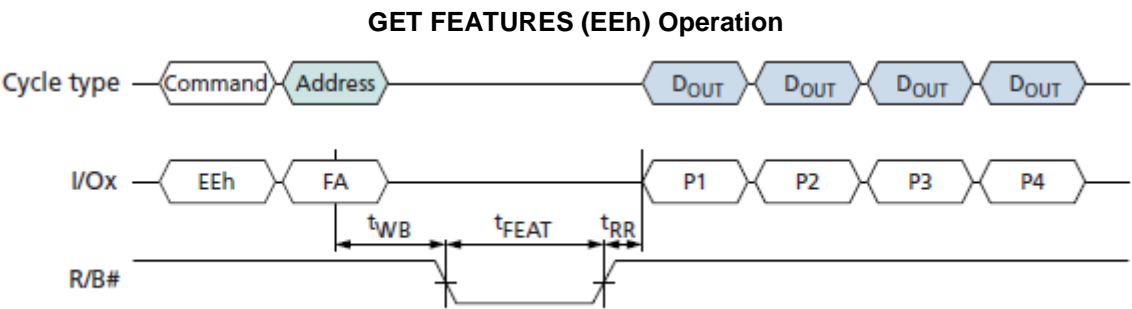 GET FEATURES (EEh) Operation
Cycle type Command Address DOUT DOUT DOUT DOUT
I/Ox EEh FA P1 P2 P3 P4
tWB tFEAT tRR
R/B#